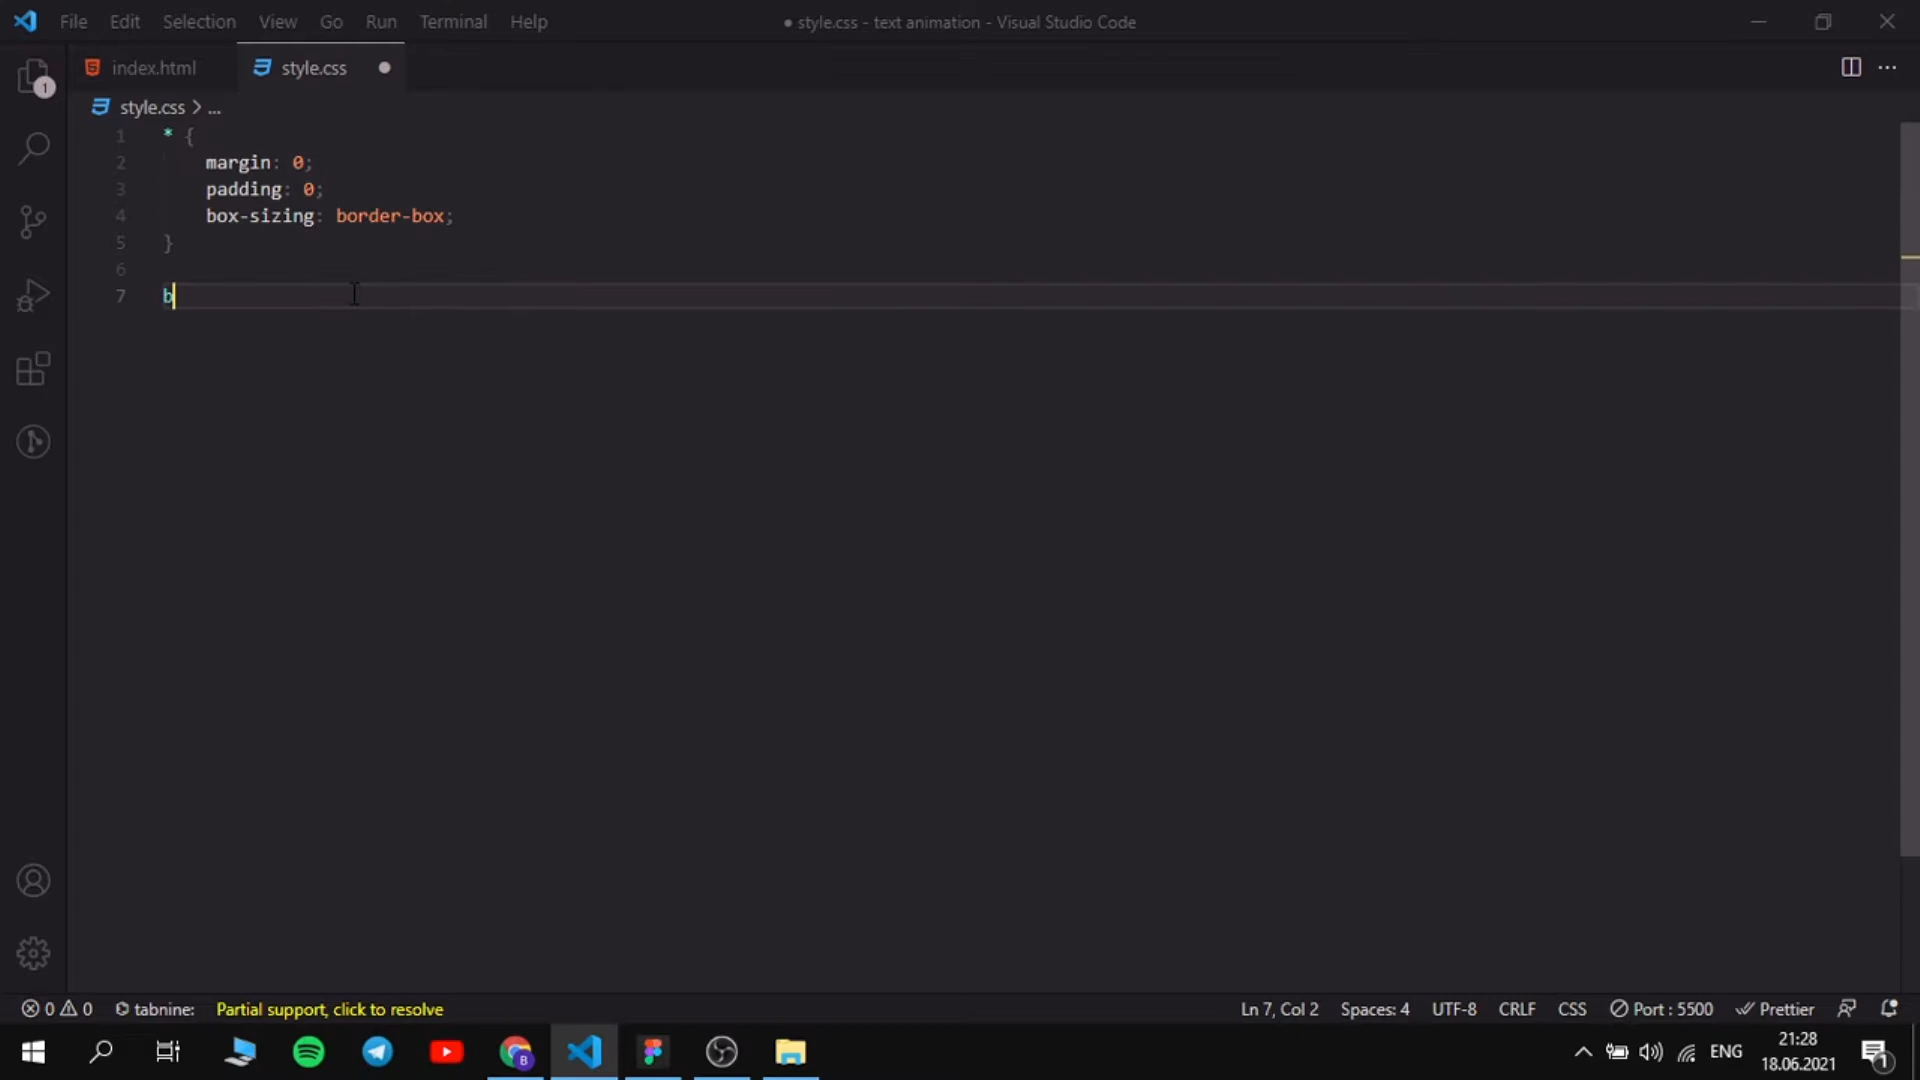 File Edit Selection View Go Run Terminal Help
● style.css - text animation - Visual Studio Code
index.html
style.css ●
1
style.css > ...
1 * {
2 margin: 0;
3 padding: 0;
4 box-sizing: border-box;
5 }
6
7 b
0 0 tabnine: Partial support, click to resolve
Ln 7, Col 2 Spaces: 4 UTF-8 CRLF CSS Port : 5500 Prettier
B
ENG
21:28
18.06.2021
1